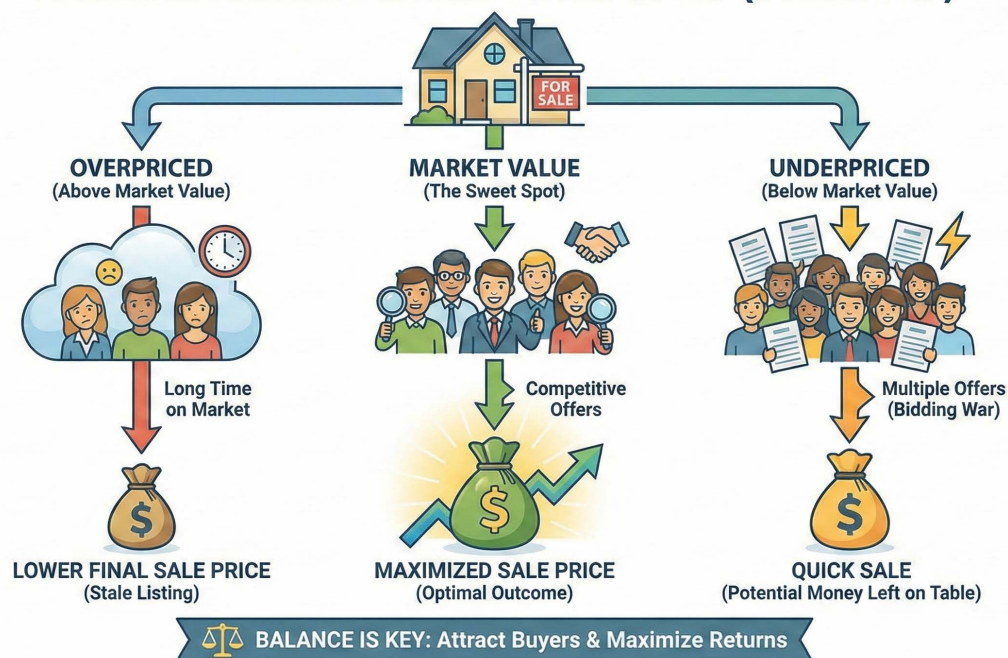 FOR
SALE
OVERPRICED
(Above Market Value)
MARKET VALUE
(The Sweet Spot)
UNDERPRICED
(Below Market Value)
Long Time
on Market
Competitive
Offers
Multiple Offers
(Bidding War)
$
$
$
LOWER FINAL SALE PRICE
(Stale Listing)
MAXIMIZED SALE PRICE
(Optimal Outcome)
QUICK SALE
(Potential Money Left on Table)
BALANCE IS KEY: Attract Buyers & Maximize Returns